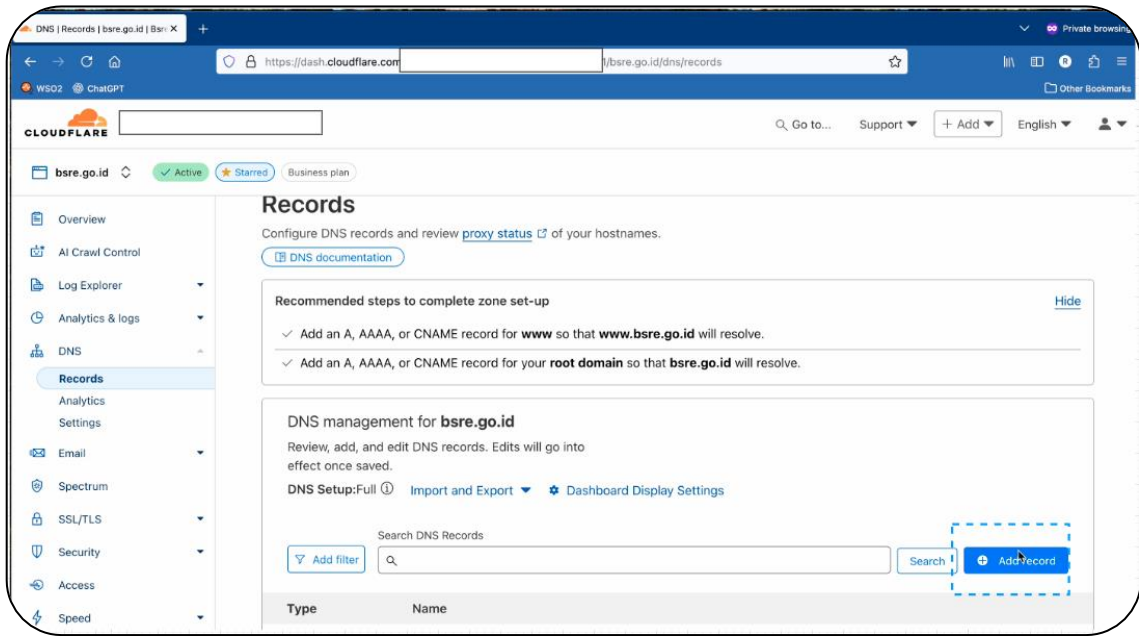 DNS | Records | bsre.go.id | Bsr
Private browsing
https://dash.cloudflare.com
/bsre.go.id/dns/records
WSO2 ChatGPT
Other Bookmarks
CLOUDFLARE
Go to... Support + Add English
bsre.go.id Active Starred Business plan
Overview
AI Crawl Control
Log Explorer
Analytics & logs
DNS
Records
Analytics
Settings
Email
Spectrum
SSL/TLS
Security
Access
Speed
Records
Configure DNS records and review proxy status of your hostnames.
DNS documentation
Recommended steps to complete zone set-up Hide
Add an A, AAAA, or CNAME record for www so that www.bsre.go.id will resolve.
Add an A, AAAA, or CNAME record for your root domain so that bsre.go.id will resolve.
DNS management for bsre.go.id
Review, add, and edit DNS records. Edits will go into
effect once saved.
DNS Setup:Full Import and Export Dashboard Display Settings
Search DNS Records
Add filter Search Add record
Type Name